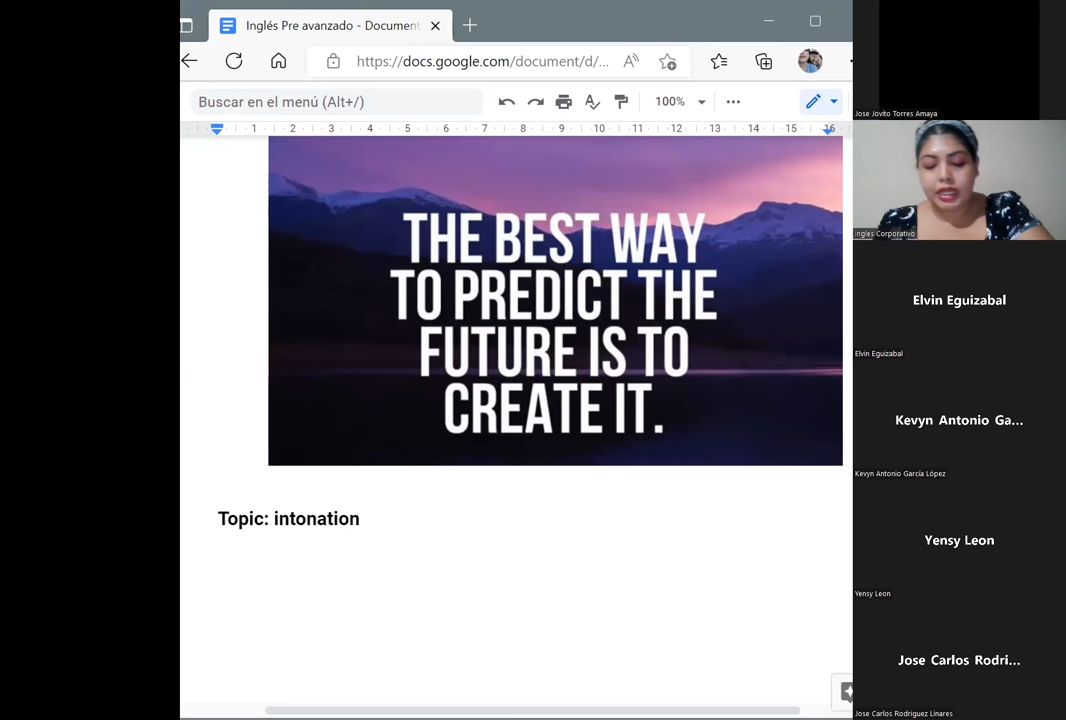 Inglés Pre avanzado - Document
https://docs.google.com/document/d/...
Buscar en el menú (Alt+/)
100%
1 2 3 4 5 6 7 8 9 10 11 12 13 14 15 16
THE BEST WAY
TO PREDICT THE
FUTURE IS TO
CREATE IT.
Topic: intonation
Jose Jovito Torres Amaya
Ingles Corporativo
Elvin Eguizabal
Elvin Eguizabal
Kevyn Antonio Ga...
Kevyn Antonio García López
Yensy Leon
Yensy Leon
Jose Carlos Rodri...
Jose Carlos Rodriguez Linares